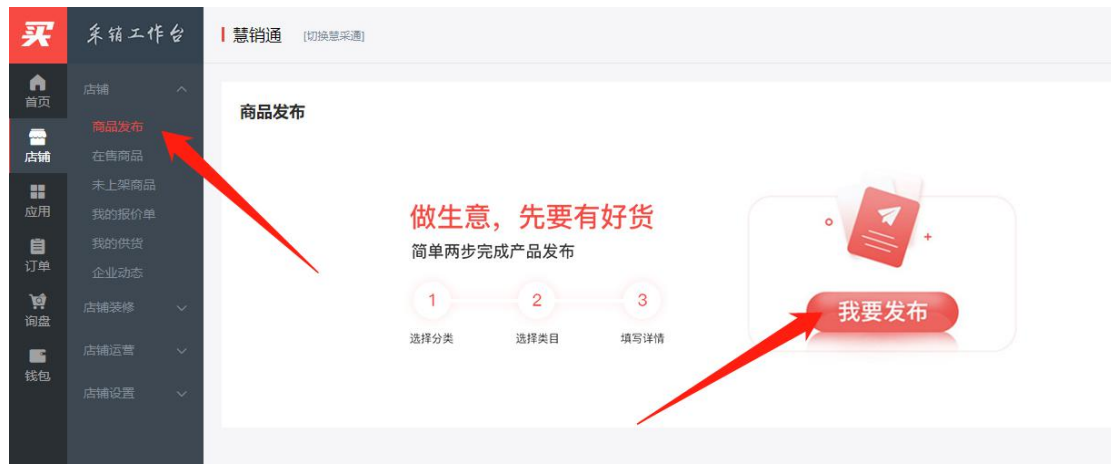 买
采销工作台
慧销通 [切换慧采通]
首页
店铺
应用
订单
询盘
钱包
店铺
商品发布
在售商品
未上架商品
我的报价单
我的供货
企业动态
店铺装修
店铺运营
店铺设置
商品发布
做生意，先要有好货
简单两步完成产品发布
1 2 3
选择分类 选择类目 填写详情
我要发布